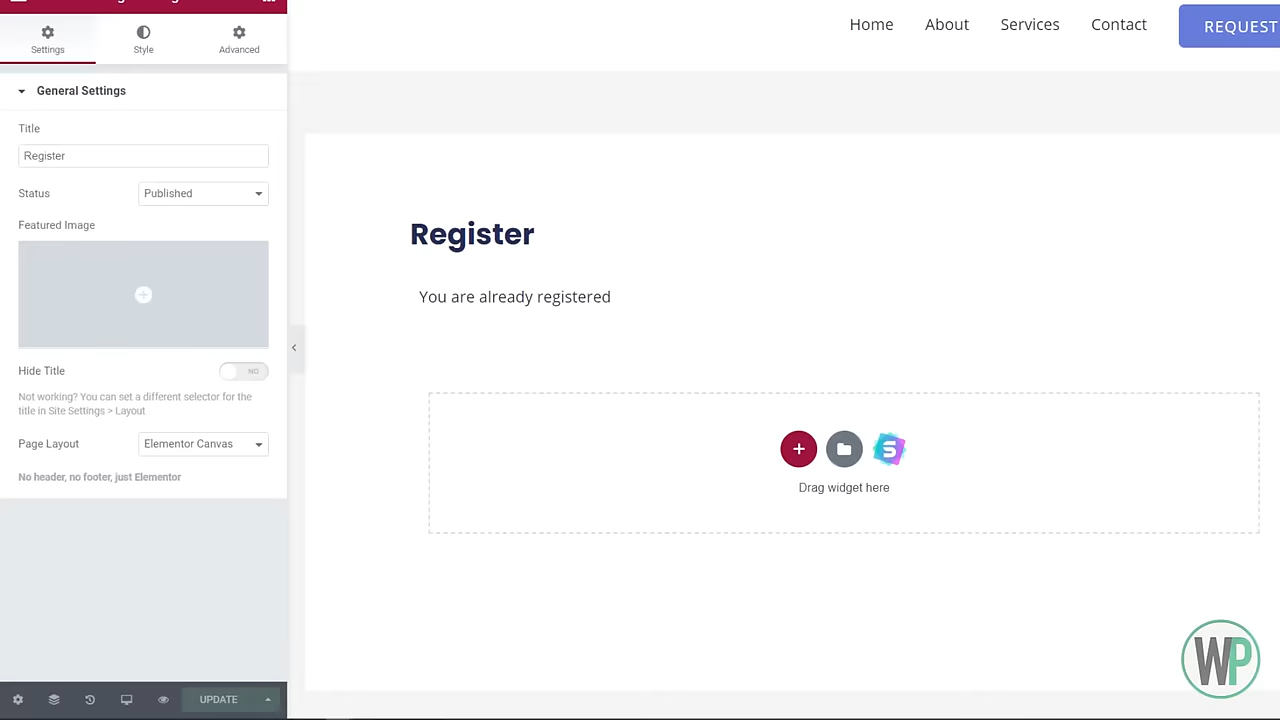 Home About Services Contact REQUEST
Settings Style Advanced
General Settings
Title
Register
Status Published
Featured Image
Hide Title NO
Not working? You can set a different selector for the
title in Site Settings > Layout
Page Layout Elementor Canvas
No header, no footer, just Elementor
UPDATE
Register
You are already registered
Drag widget here
S
WP